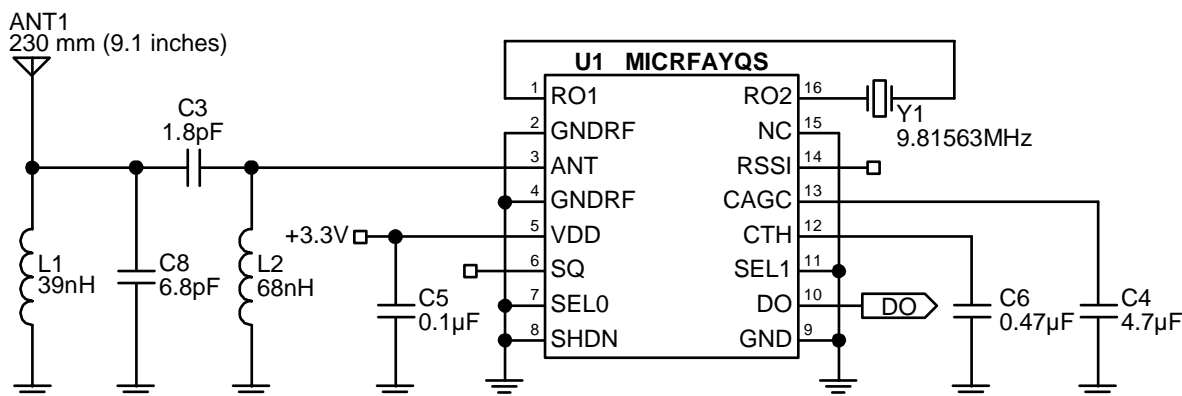 ANT1
230 mm (9.1 inches)
U1 MICRFAYQS
C3
1.8pF
1 RO1
2 GNDRF
3 ANT
4 GNDRF
5 VDD
6 SQ
7 SEL0
8 SHDN
RO2 16
NC 15
RSSI 14
CAGC 13
CTH 12
SEL1 11
DO 10
GND 9
Y1
9.81563MHz
+3.3V
L1
39nH
C8
6.8pF
L2
68nH
C5
0.1µF
DO
C6
0.47µF
C4
4.7µF